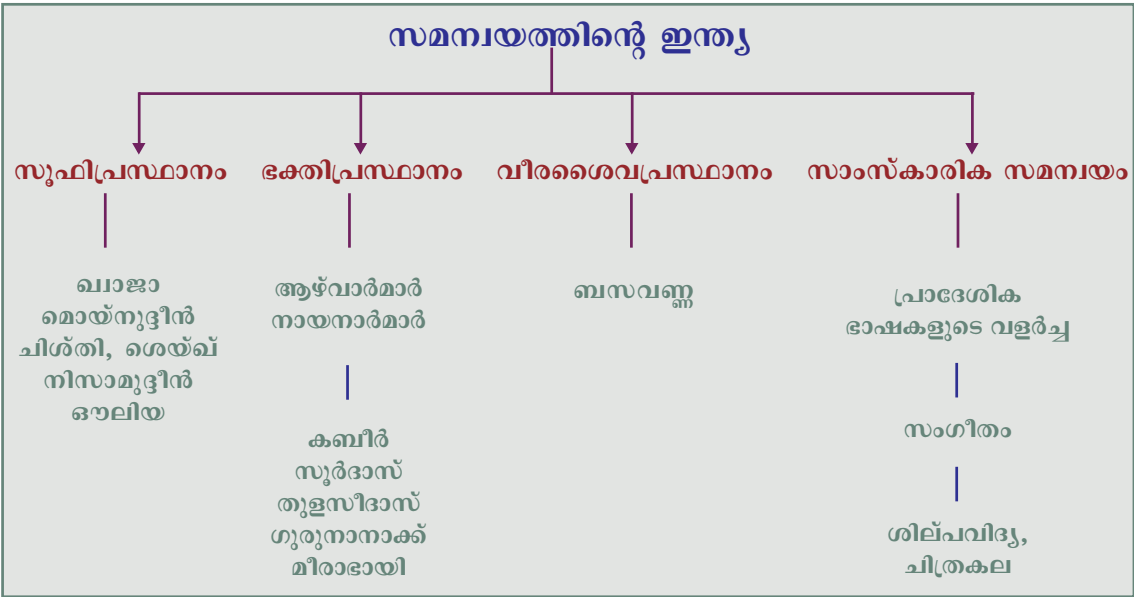 സമന്വയത്തിന്റെ ഇന്ത്യ
സൂഫിപ്രസ്ഥാനം
ഭക്തിപ്രസ്ഥാനം
വീരശൈവപ്രസ്ഥാനം
സാംസ്കാരിക സമന്വയം
ഖ്വാജാ
മൊയ്നുദ്ദീൻ
ചിശ്തി, ശെയ്ഖ്
നിസാമുദ്ദീൻ
ഔലിയ
ആഴ്‌വാർമാർ
നായനാർമാർ
കബീർ
സൂർദാസ്
തുളസീദാസ്
ഗുരുനാനാക്ക്
മീരാഭായി
ബസവണ്ണ
പ്രാദേശിക
ഭാഷകളുടെ വളർച്ച
സംഗീതം
ശില്പവിദ്യ,
ചിത്രകല